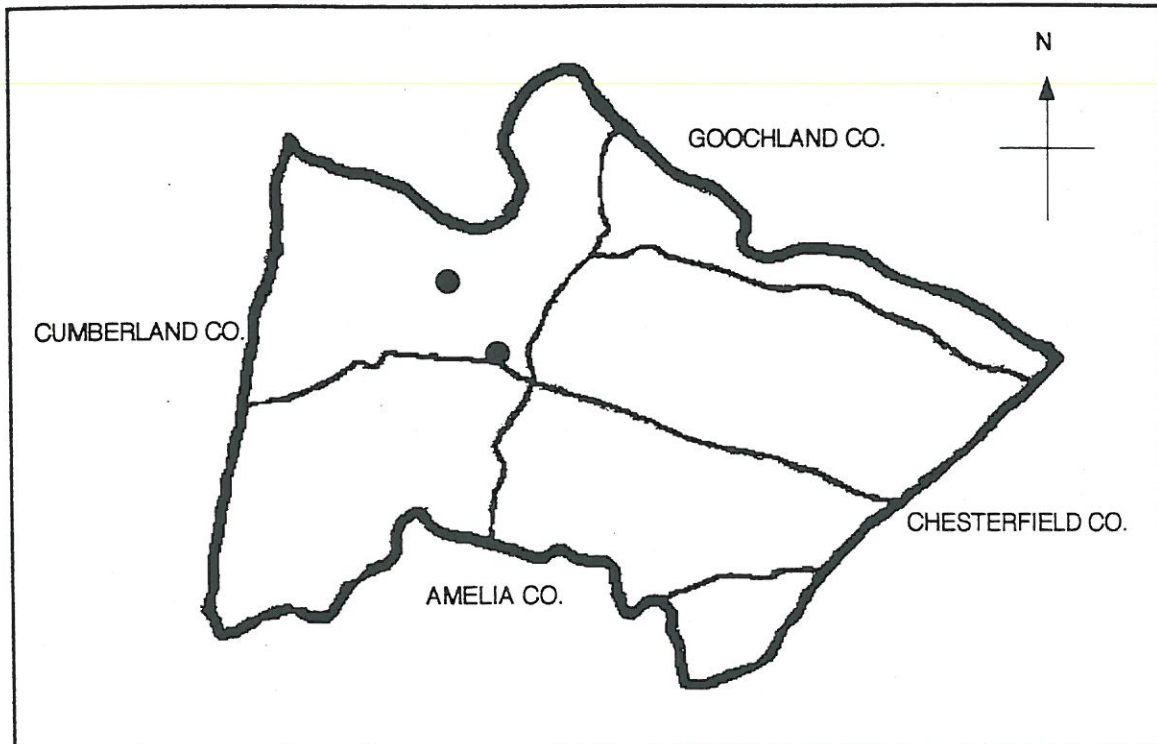 N
GOOCHLAND CO.
CUMBERLAND CO.
CHESTERFIELD CO.
AMELIA CO.